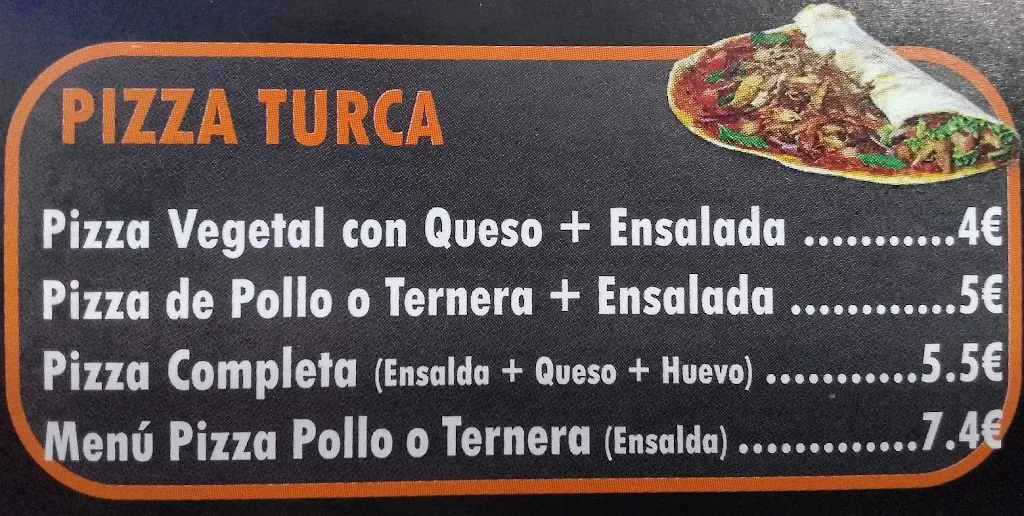 PIZZA TURCA
Pizza Vegetal con Queso + Ensalada ...........4€
Pizza de Pollo o Ternera + Ensalada ............5€
Pizza Completa (Ensalda + Queso + Huevo) ...........5.5€
Menú Pizza Pollo o Ternera (Ensalda) .............7.4€